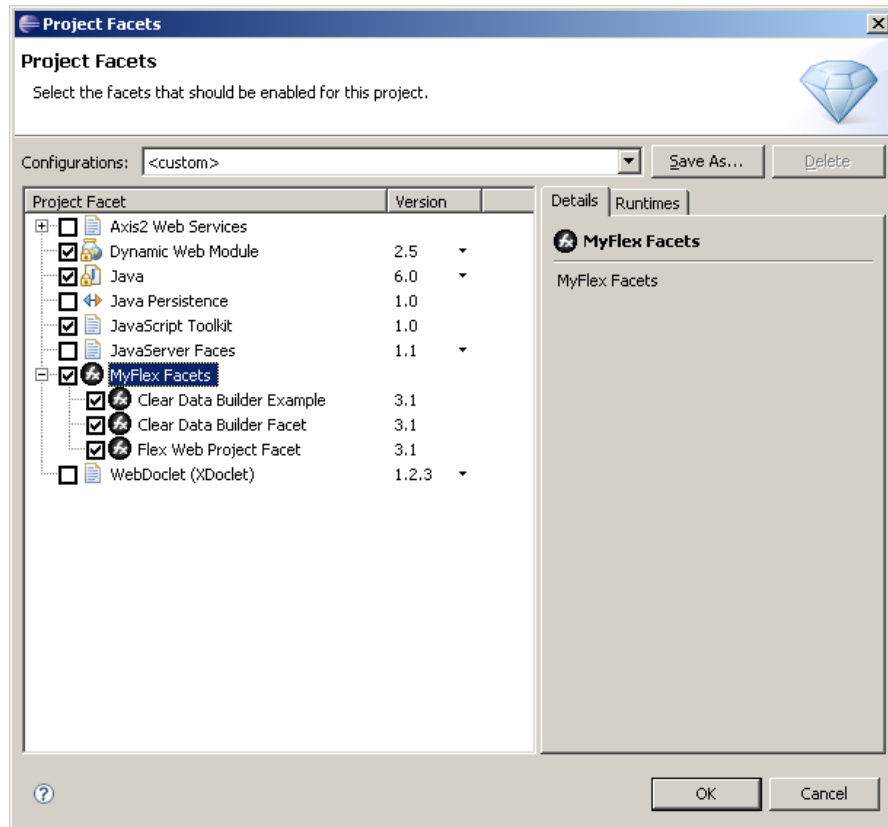 Project Facets
Project Facets
Select the facets that should be enabled for this project.
Configurations: <custom> Save As... Delete
Project Facet Version
Axis2 Web Services
Dynamic Web Module 2.5
Java 6.0
Java Persistence 1.0
JavaScript Toolkit 1.0
JavaServer Faces 1.1
MyFlex Facets
Clear Data Builder Example 3.1
Clear Data Builder Facet 3.1
Flex Web Project Facet 3.1
WebDoclet (XDoclet) 1.2.3
Details Runtimes
MyFlex Facets
MyFlex Facets
OK Cancel